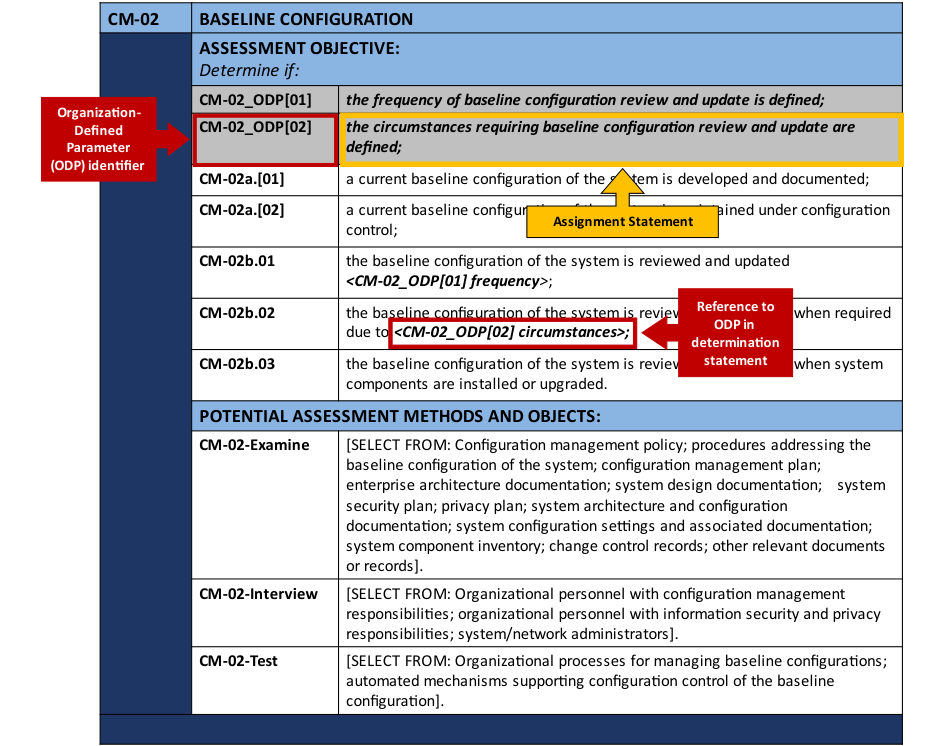 CM-02 BASELINE CONFIGURATION
ASSESSMENT OBJECTIVE:
Determine if:
CM-02_ODP[01] the frequency of baseline configuration review and update is defined;
CM-02_ODP[02] the circumstances requiring baseline configuration review and update are
defined;
Organization-
Defined
Parameter
(ODP) identifier
CM-02a.[01] a current baseline configuration of the system is developed and documented;
CM-02a.[02] a current baseline configuration of the under configuration
control;
Assignment Statement
CM-02b.01 the baseline configuration of the system is reviewed and updated
<CM-02_ODP[01] frequency>;
CM-02b.02 the baseline configuration of the system is when required
due to <CM-02_ODP[02] circumstances>;
Reference to
ODP in
determination
statement
CM-02b.03 the baseline configuration of the system is when system
components are installed or upgraded.
POTENTIAL ASSESSMENT METHODS AND OBJECTS:
CM-02-Examine [SELECT FROM: Configuration management policy; procedures addressing the
baseline configuration of the system; configuration management plan;
enterprise architecture documentation; system design documentation; system
security plan; privacy plan; system architecture and configuration
documentation; system configuration settings and associated documentation;
system component inventory; change control records; other relevant documents
or records].
CM-02-Interview [SELECT FROM: Organizational personnel with configuration management
responsibilities; organizational personnel with information security and privacy
responsibilities; system/network administrators].
CM-02-Test [SELECT FROM: Organizational processes for managing baseline configurations;
automated mechanisms supporting configuration control of the baseline
configuration].